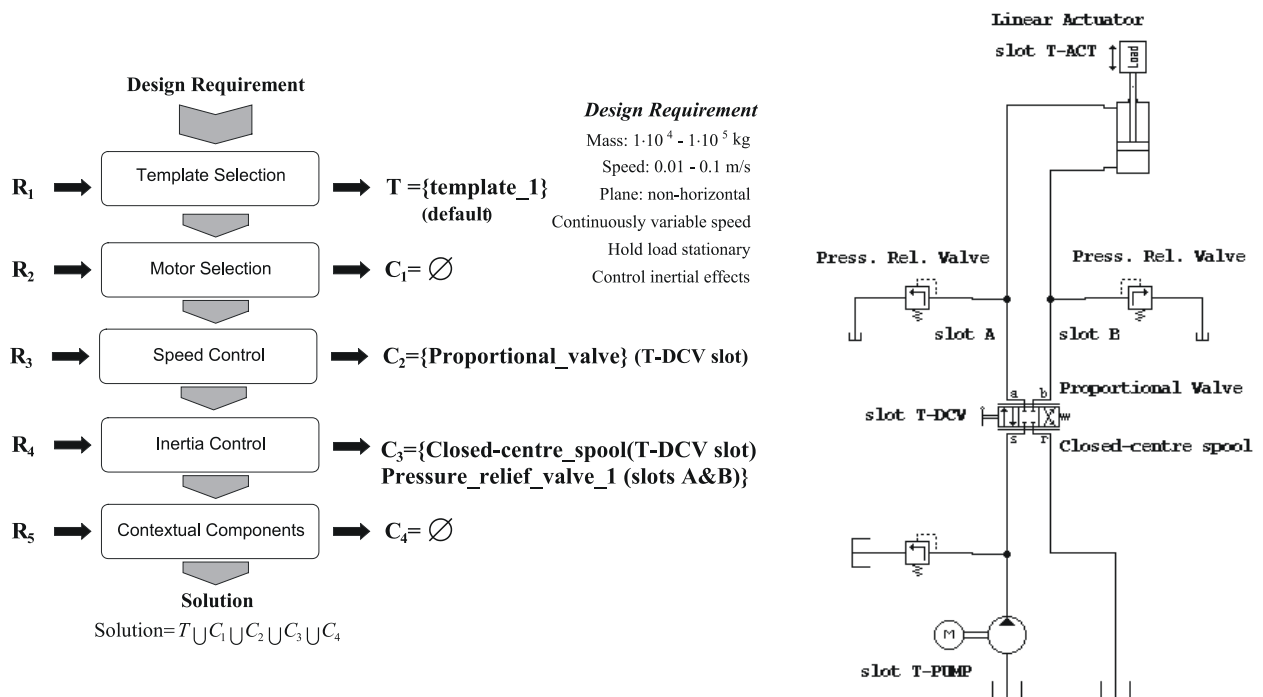 Design Requirement
R₁
Template Selection
T ={template_1}
(default)
R₂
Motor Selection
C₁= ∅
R₃
Speed Control
C₂={Proportional_valve} (T-DCV slot)
R₄
Inertia Control
C₃={Closed-centre_spool(T-DCV slot)
Pressure_relief_valve_1 (slots A&B)}
R₅
Contextual Components
C₄= ∅
Solution
Solution= T ⋃ C₁ ⋃ C₂ ⋃ C₃ ⋃ C₄
Design Requirement
Mass: 1·10⁴ - 1·10⁵ kg
Speed: 0.01 - 0.1 m/s
Plane: non-horizontal
Continuously variable speed
Hold load stationary
Control inertial effects
Linear Actuator
slot T-ACT
Load
Press. Rel. Valve
Press. Rel. Valve
slot A
slot B
a b
Proportional Valve
slot T-DCV
s r
Closed-centre spool
M
slot T-PUMP